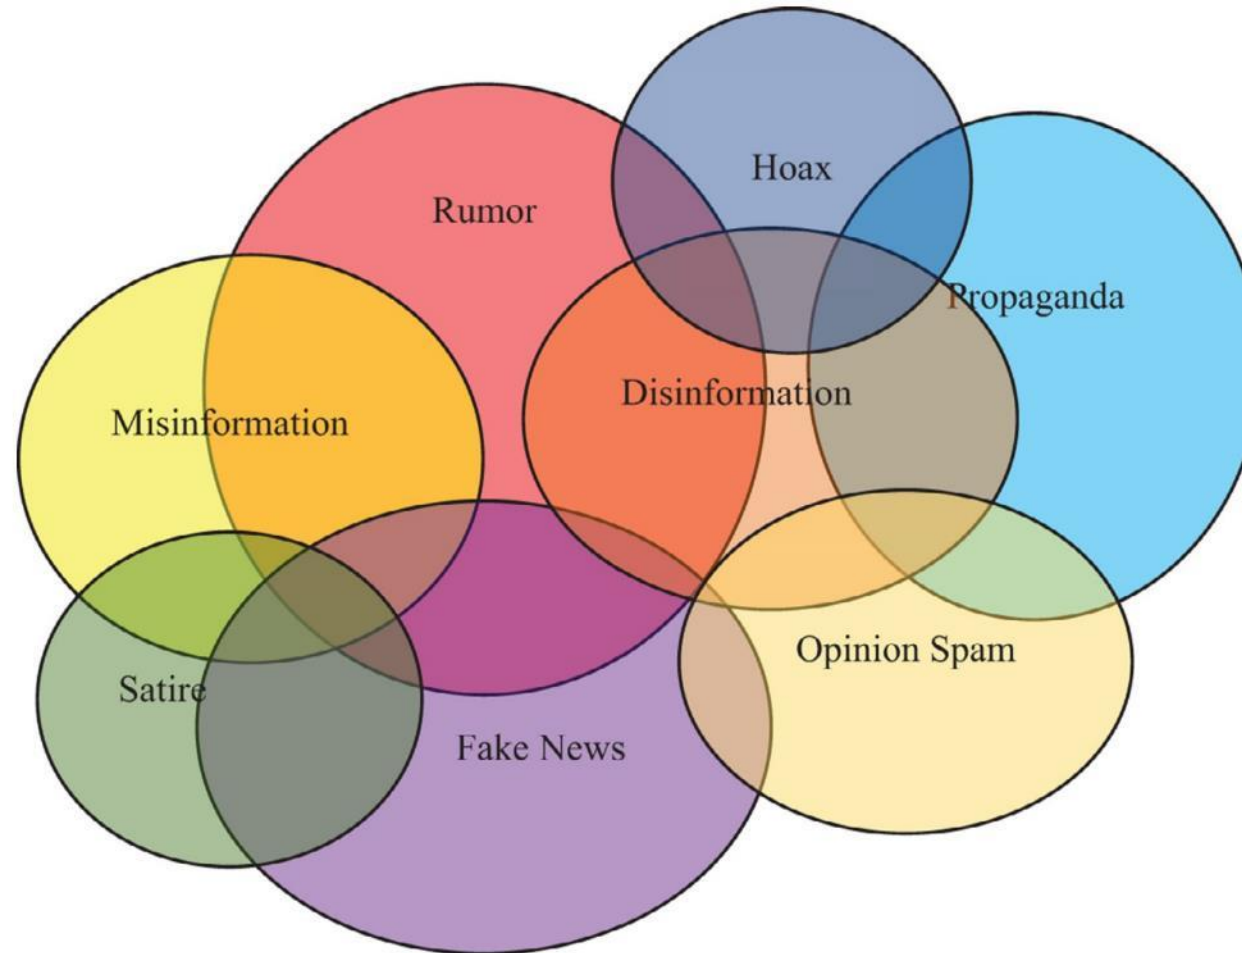 Hoax
Rumor
Propaganda
Disinformation
Misinformation
Opinion Spam
Satire
Fake News